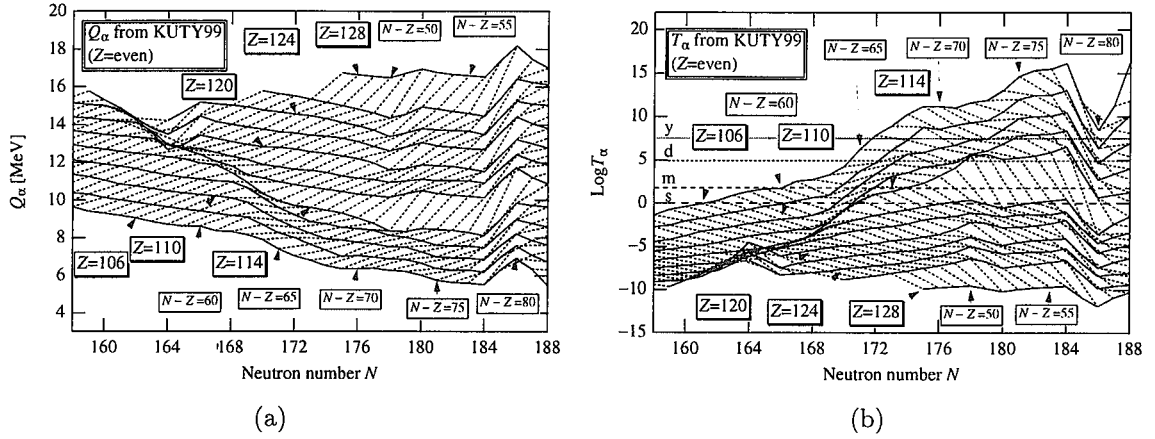 Qα from KUTY99
(Z=even)
Z=124
Z=128
N−Z=50
N−Z=55
Z=120
Z=106
Z=110
Z=114
N−Z=60
N−Z=65
N−Z=70
N−Z=75
N−Z=80
20
18
16
14
12
10
8
6
4
Qα [MeV]
160
164
168
172
176
180
184
188
Neutron number N
(a)
Tα from KUTY99
(Z=even)
N−Z=65
N−Z=70
N−Z=75
N−Z=80
Z=114
N−Z=60
Z=106
Z=110
y
d
m
s
Z=120
Z=124
Z=128
N−Z=50
N−Z=55
20
15
10
5
0
−5
−10
−15
LogTα
160
164
168
172
176
180
184
188
Neutron number N
(b)